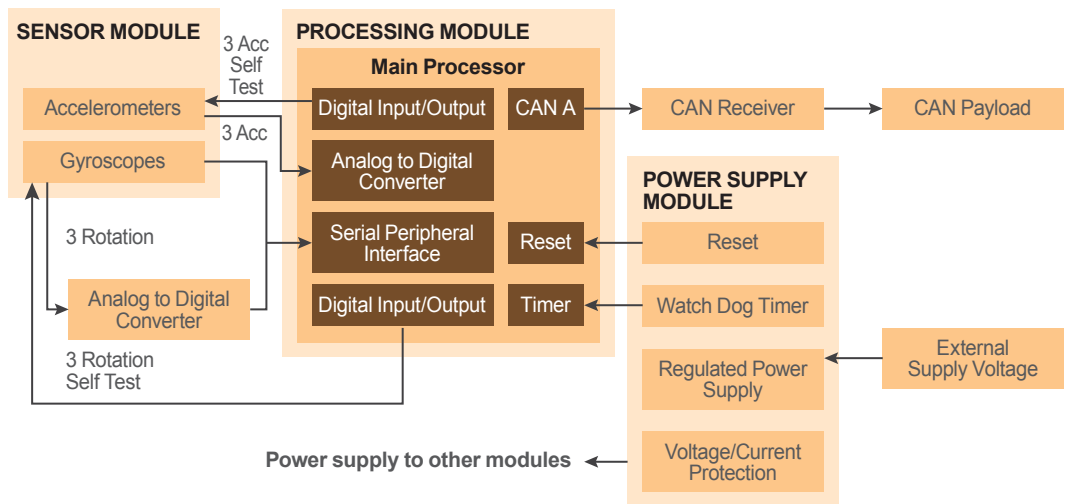 SENSOR MODULE
Accelerometers
Gyroscopes
3 Acc
Self
Test
3 Acc
3 Rotation
Analog to Digital
Converter
3 Rotation
Self Test
PROCESSING MODULE
Main Processor
Digital Input/Output
CAN A
Analog to Digital
Converter
Serial Peripheral
Interface
Reset
Digital Input/Output
Timer
CAN Receiver
CAN Payload
POWER SUPPLY
MODULE
Reset
Watch Dog Timer
Regulated Power
Supply
External
Supply Voltage
Voltage/Current
Protection
Power supply to other modules